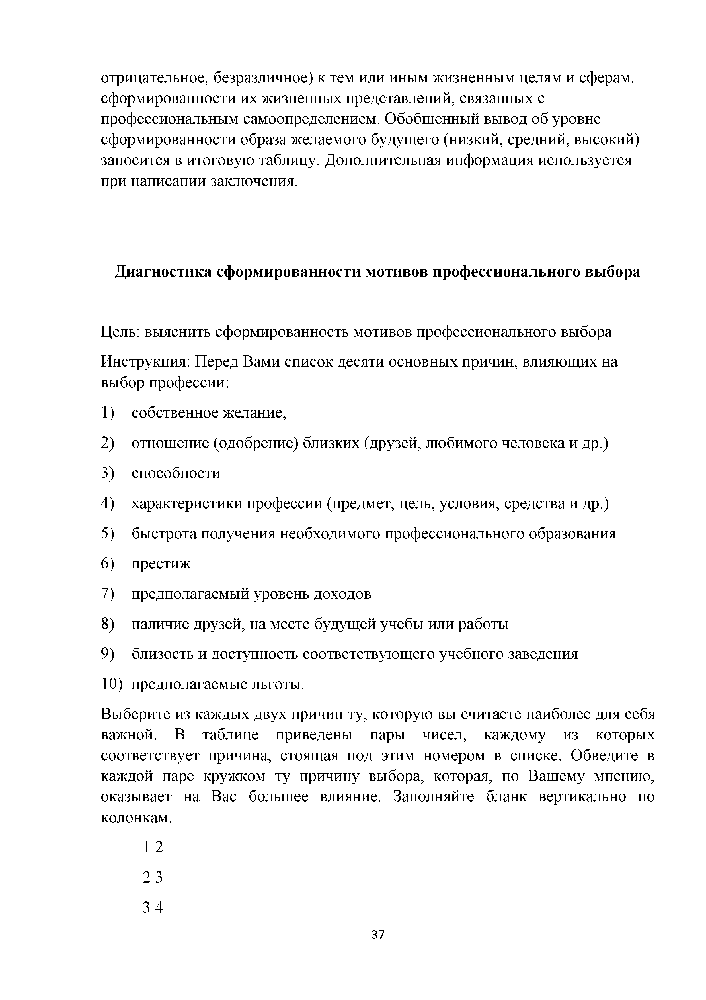 отрицательное, безразличное) к тем или иным жизненным целям и сферам,
сформированности их жизненных представлений, связанных с
профессиональным самоопределением. Обобщенный вывод об уровне
сформированности образа желаемого будущего (низкий, средний, высокий)
заносится в итоговую таблицу. Дополнительная информация используется
при написании заключения.
Диагностика сформированности мотивов профессионального выбора
Цель: выяснить сформированность мотивов профессионального выбора
Инструкция: Перед Вами список десяти основных причин, влияющих на
выбор профессии:
1) собственное желание,
2) отношение (одобрение) близких (друзей, любимого человека и др.)
3) способности
4) характеристики профессии (предмет, цель, условия, средства и др.)
5) быстрота получения необходимого профессионального образования
6) престиж
7) предполагаемый уровень доходов
8) наличие друзей, на месте будущей учебы или работы
9) близость и доступность соответствующего учебного заведения
10) предполагаемые льготы.
Выберите из каждых двух причин ту, которую вы считаете наиболее для себя
важной. В таблице приведены пары чисел, каждому из которых
соответствует причина, стоящая под этим номером в списке. Обведите в
каждой паре кружком ту причину выбора, которая, по Вашему мнению,
оказывает на Вас большее влияние. Заполняйте бланк вертикально по
колонкам.
1 2
2 3
3 4
37